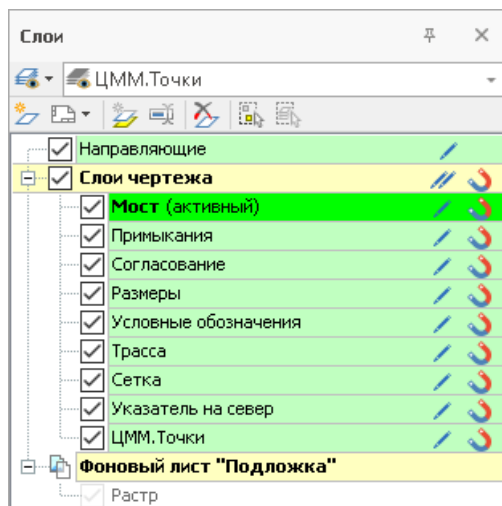 Слои
ЦММ.Точки
Направляющие
Слои чертежа
Мост (активный)
Примыкания
Согласование
Размеры
Условные обозначения
Трасса
Сетка
Указатель на север
ЦММ.Точки
Фоновый лист "Подложка"
Растр